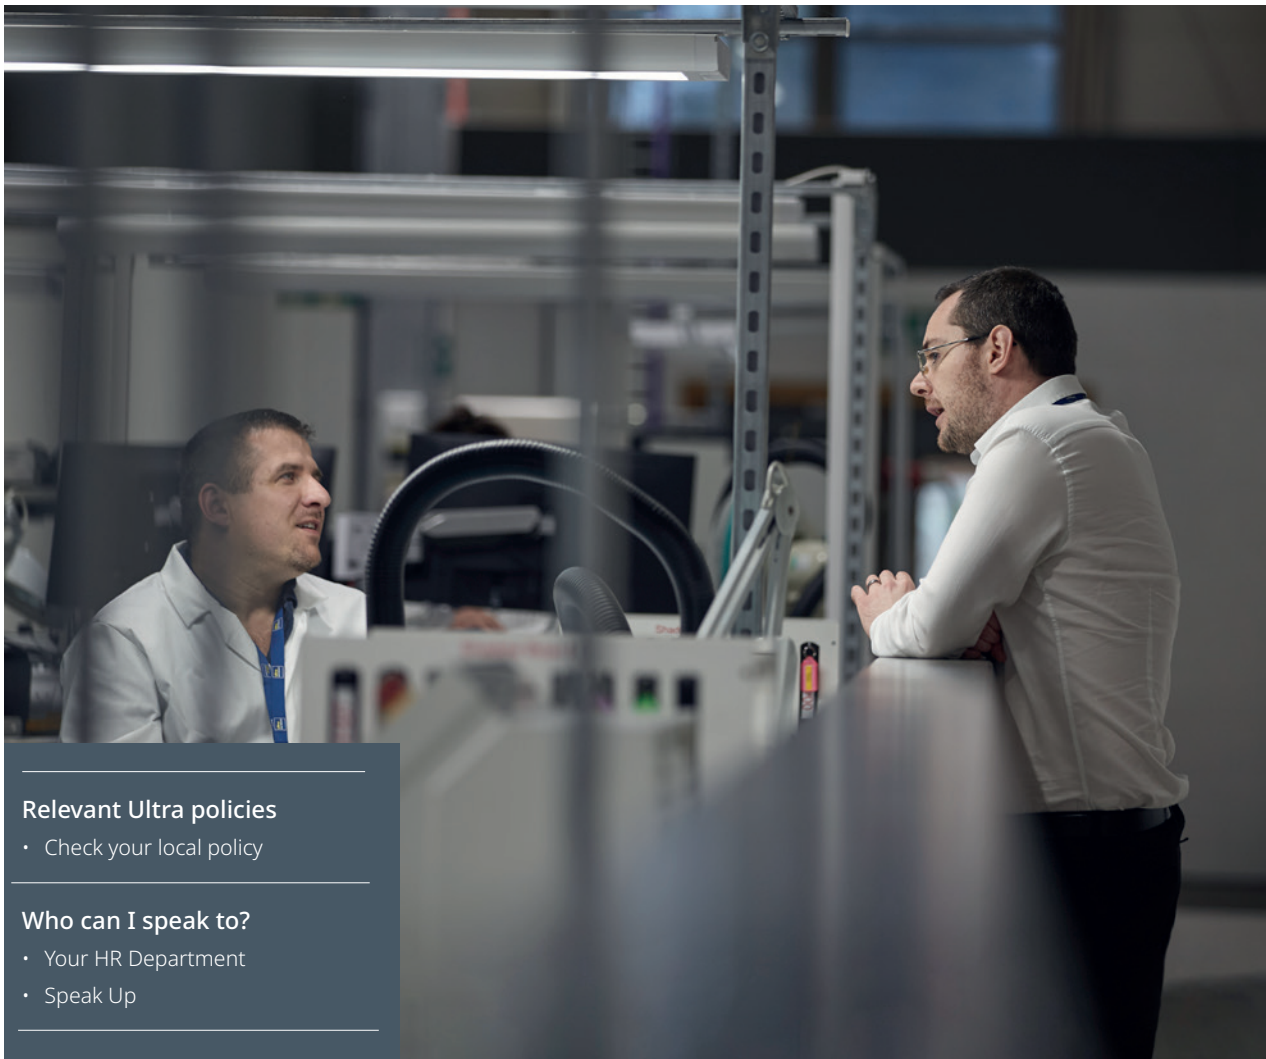 Relevant Ultra policies
• Check your local policy
Who can I speak to?
• Your HR Department
• Speak Up